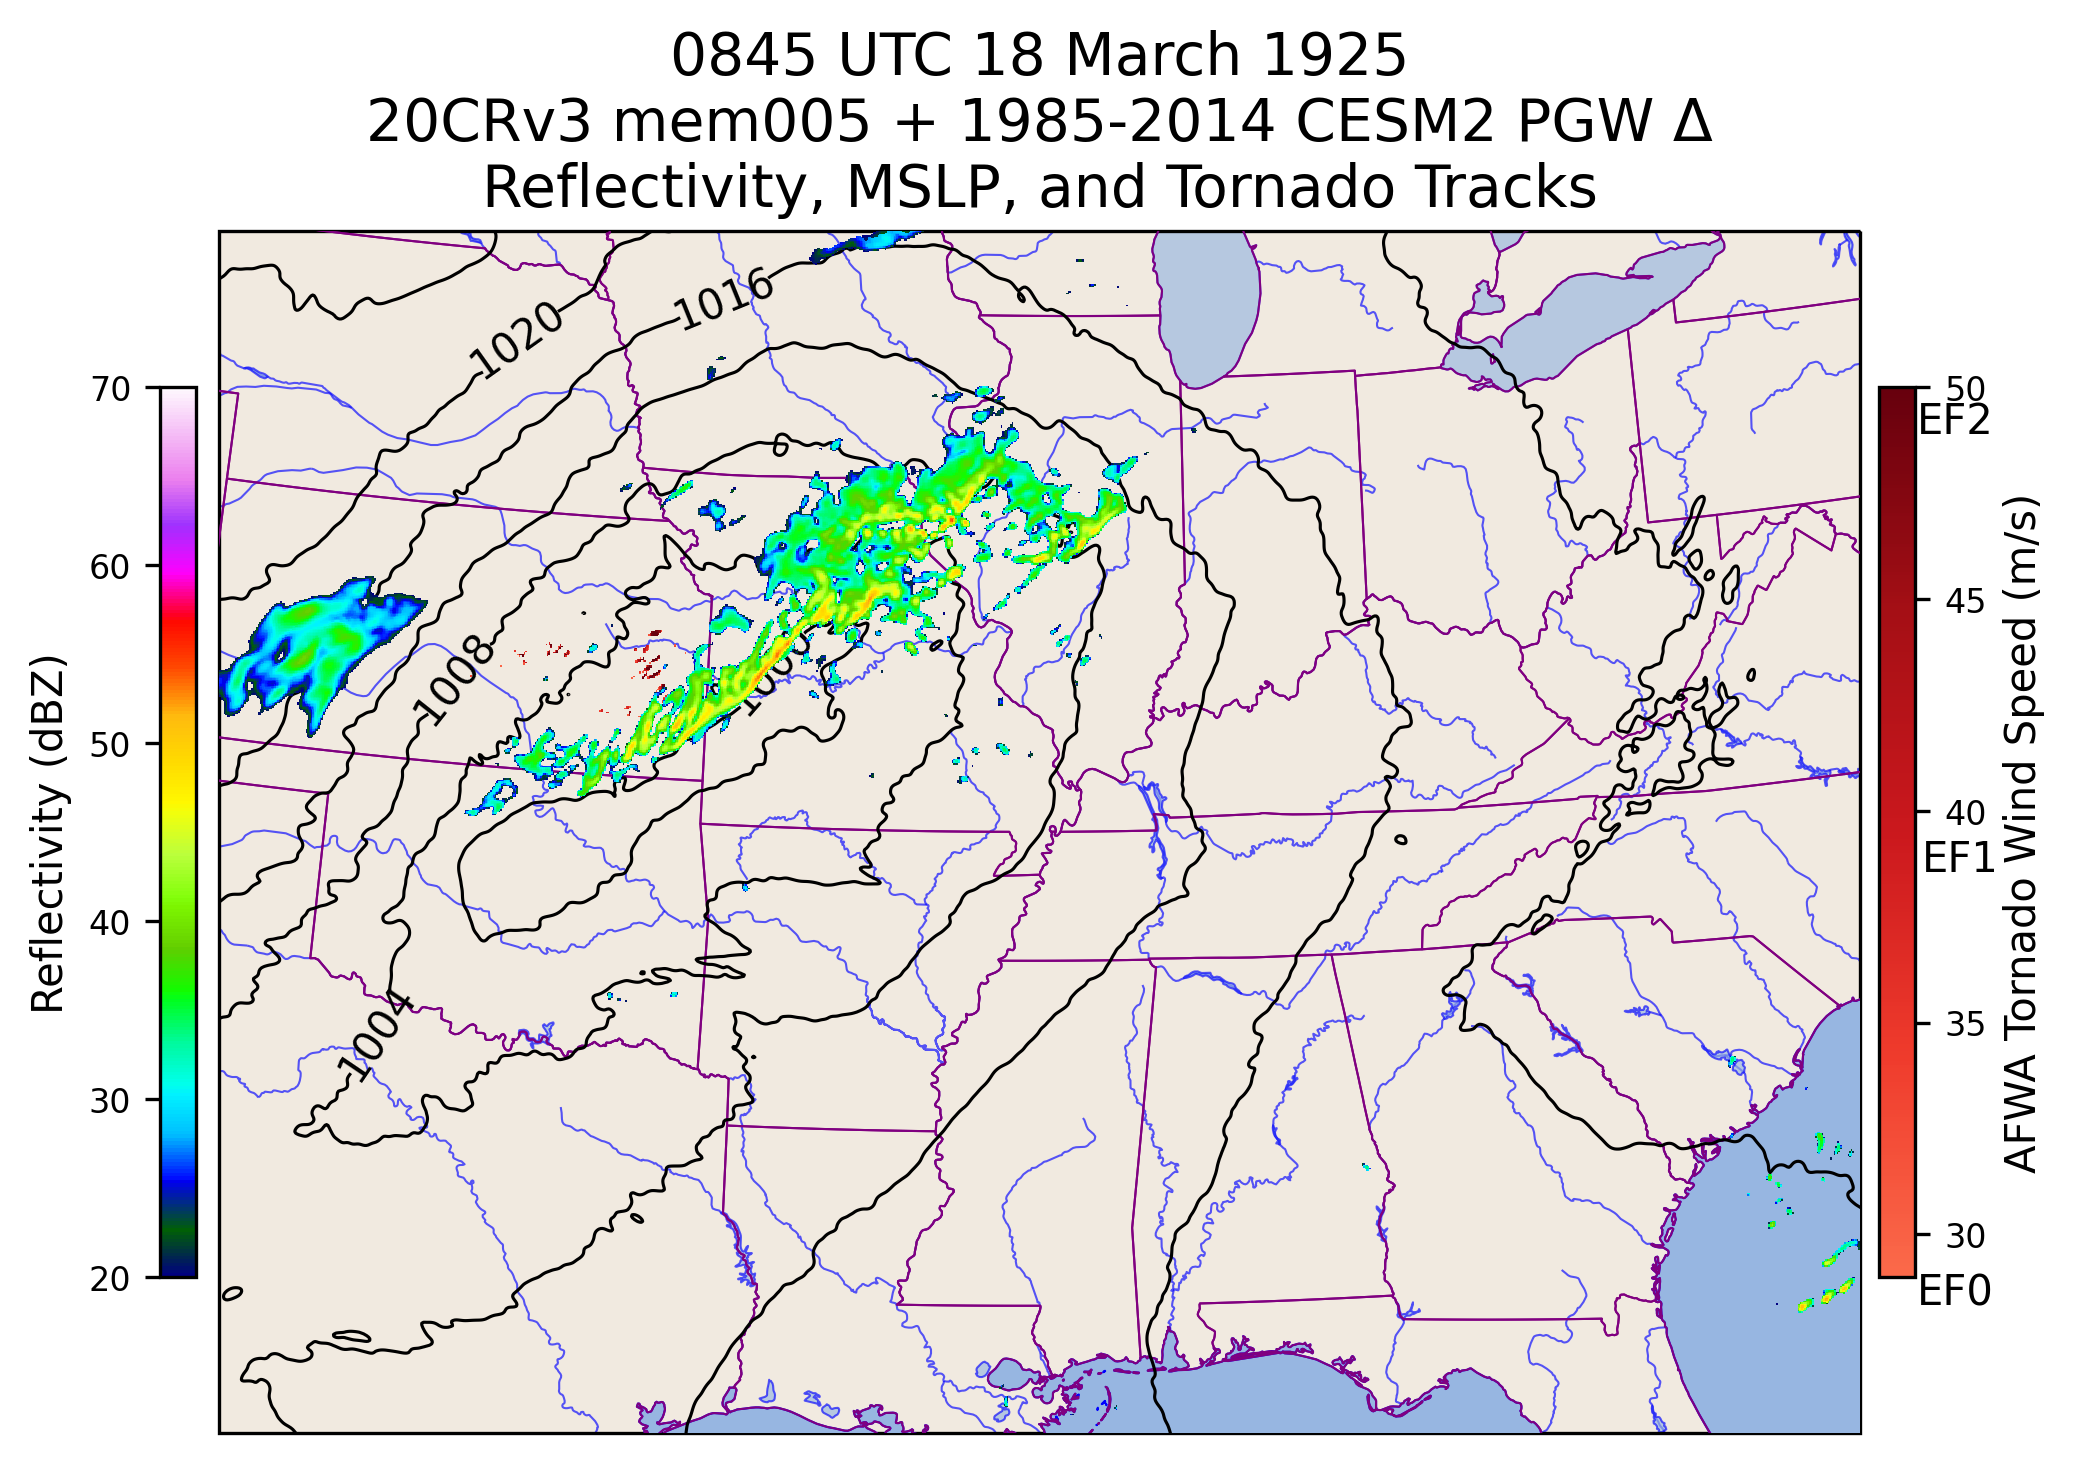 0845 UTC 18 March 1925
20CRv3 mem005 + 1985-2014 CESM2 PGW Δ
Reflectivity, MSLP, and Tornado Tracks
1020
1016
1008
1004
70
60
50
40
30
20
Reflectivity (dBZ)
50
EF2
45
40
EF1
35
30
EF0
AFWA Tornado Wind Speed (m/s)